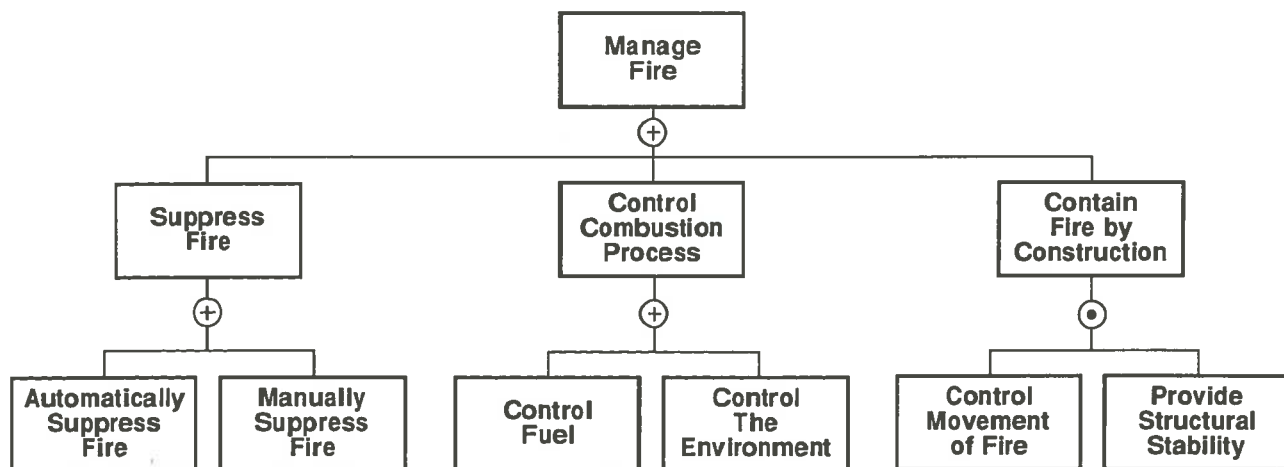 Manage
Fire
+
Suppress
Fire
Control
Combustion
Process
Contain
Fire by
Construction
+
+
Automatically
Suppress
Fire
Manually
Suppress
Fire
Control
Fuel
Control
The
Environment
Control
Movement
of Fire
Provide
Structural
Stability